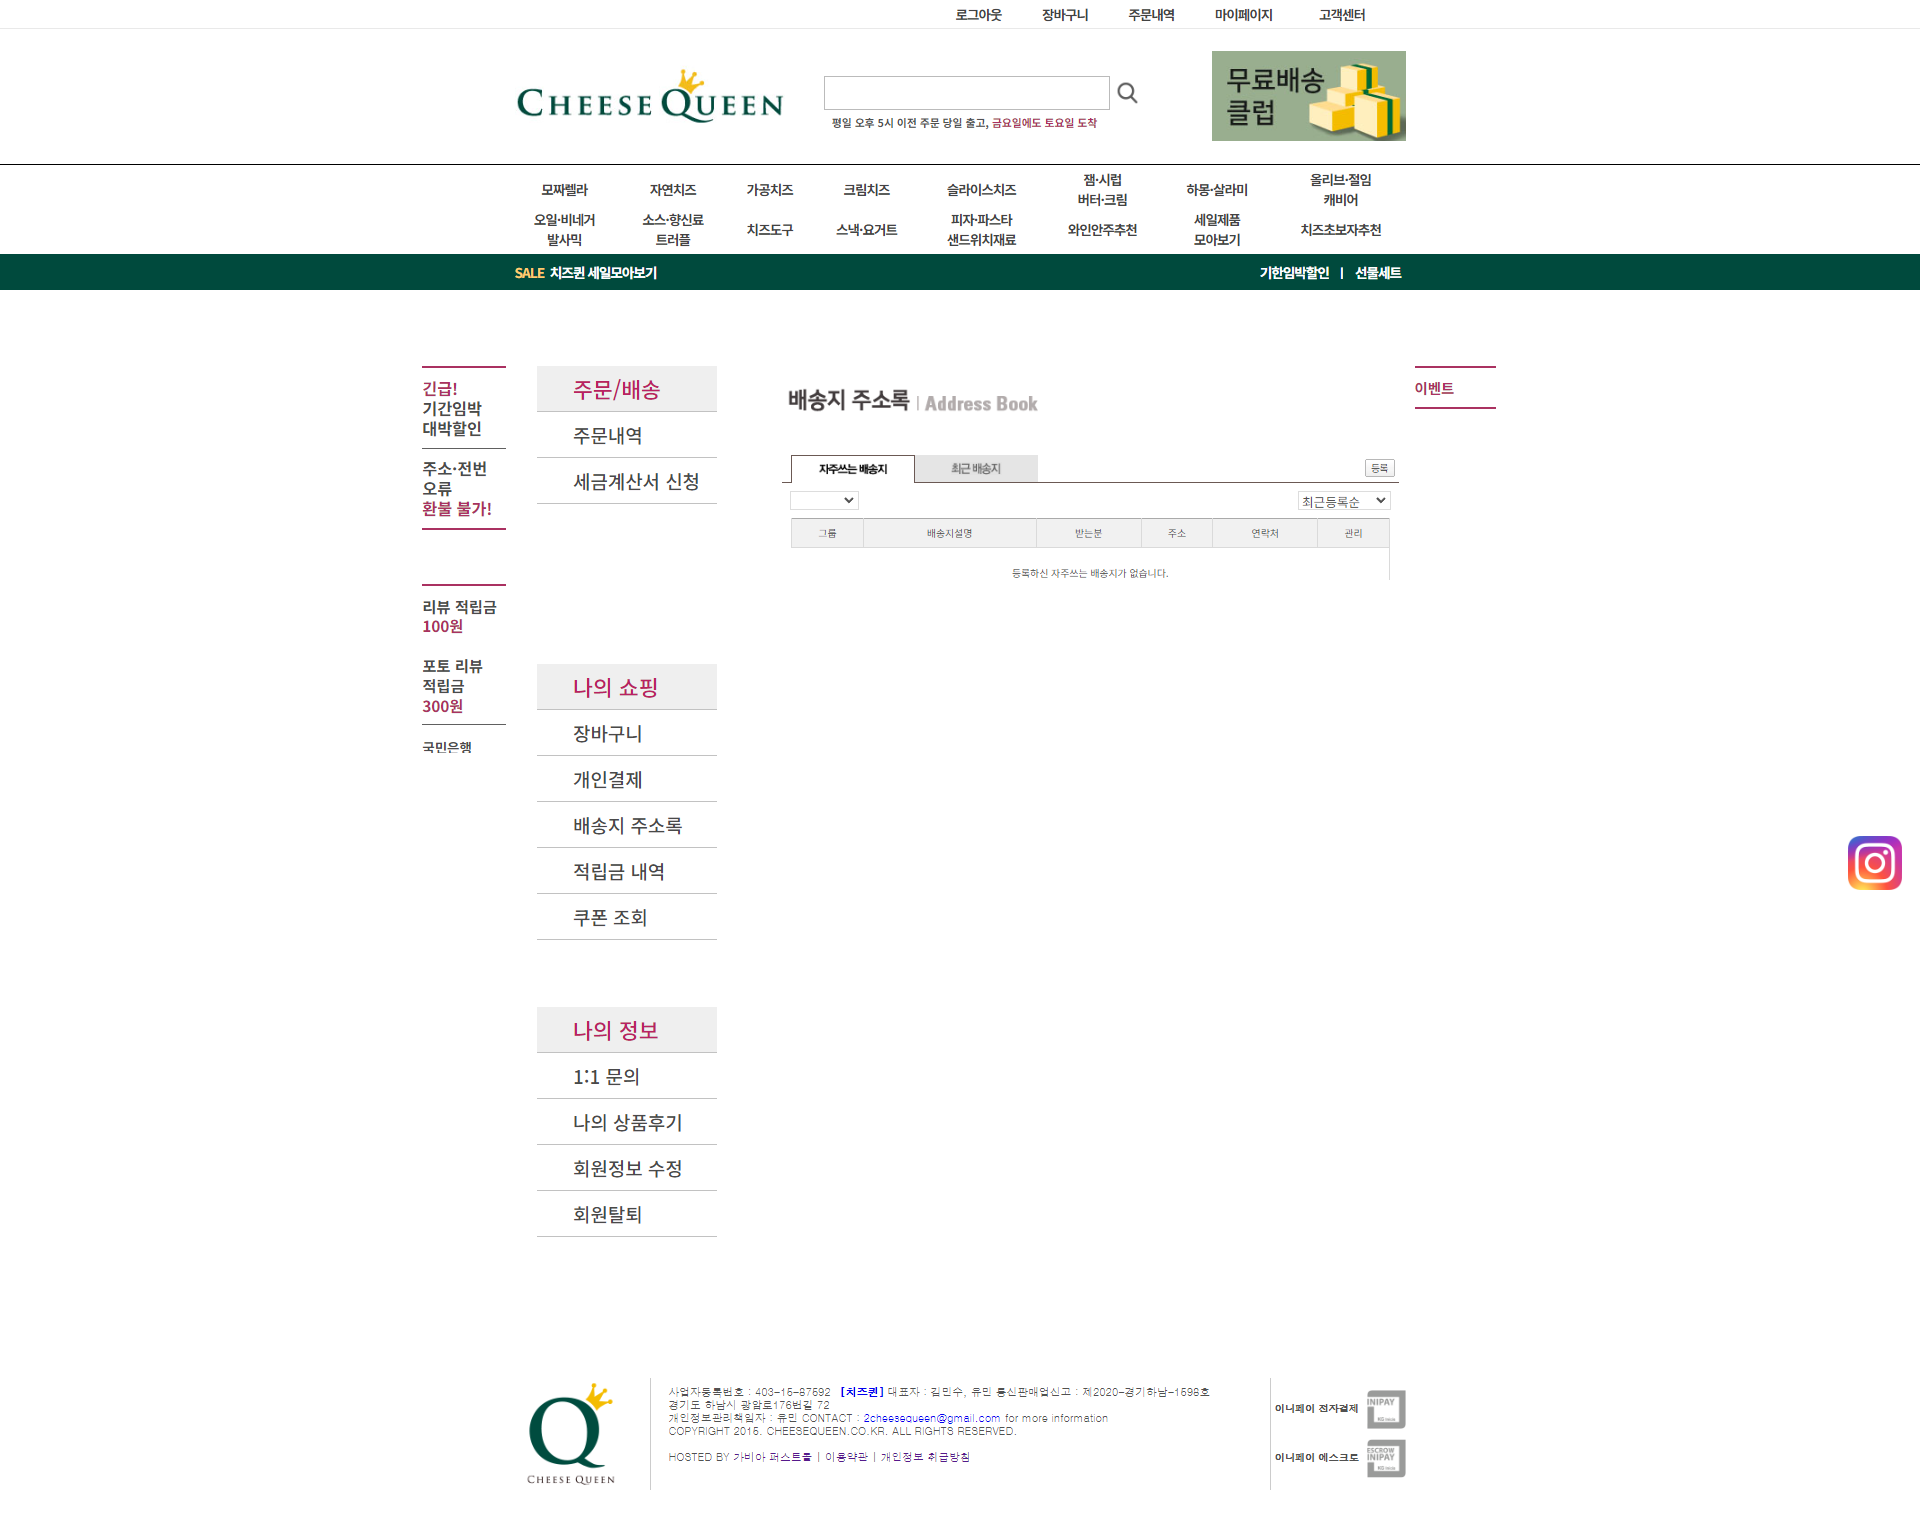 로그아웃 장바구니 주문내역 마이페이지 고객센터
CHEESE QUEEN
평일 오후 5시 이전 주문 당일 출고, 금요일에도 토요일 도착
무료배송
클럽
모짜렐라 자연치즈 가공치즈 크림치즈 슬라이스치즈 잼·시럽 버터·크림 하몽·살라미 올리브·절임 캐비어
오일·비네거 발사믹 소스·향신료 트러플 치즈도구 스낵·요거트 피자·파스타 샌드위치재료 와인안주추천 세일제품 모아보기 치즈초보자추천
SALE 치즈퀸 세일모아보기 기한임박할인 | 선물세트
긴급!
기간임박
대박할인
주소·전번
오류
환불 불가!
리뷰 적립금
100원
포토 리뷰
적립금
300원
국민은행
주문/배송
주문내역
세금계산서 신청
나의 쇼핑
장바구니
개인결제
배송지 주소록
적립금 내역
쿠폰 조회
나의 정보
1:1 문의
나의 상품후기
회원정보 수정
회원탈퇴
배송지 주소록 | Address Book
자주쓰는 배송지 최근 배송지 등록
최근등록순
그룹 배송지설명 받는분 주소 연락처 관리
등록하신 자주쓰는 배송지가 없습니다.
이벤트
CHEESE QUEEN
사업자등록번호 : 403-15-87592 [치즈퀸] 대표자 : 김민수, 유민 통신판매업신고 : 제2020-경기하남-1598호
경기도 하남시 광암로176번길 72
개인정보관리책임자 : 유민 CONTACT : 2cheesequeen@gmail.com for more information
COPYRIGHT 2015. CHEESEQUEEN.CO.KR. ALL RIGHTS RESERVED.
HOSTED BY 가비아 퍼스트몰 | 이용약관 | 개인정보 취급방침
이니페이 전자결제 INIPAY
이니페이 에스크로 ESCROW INIPAY